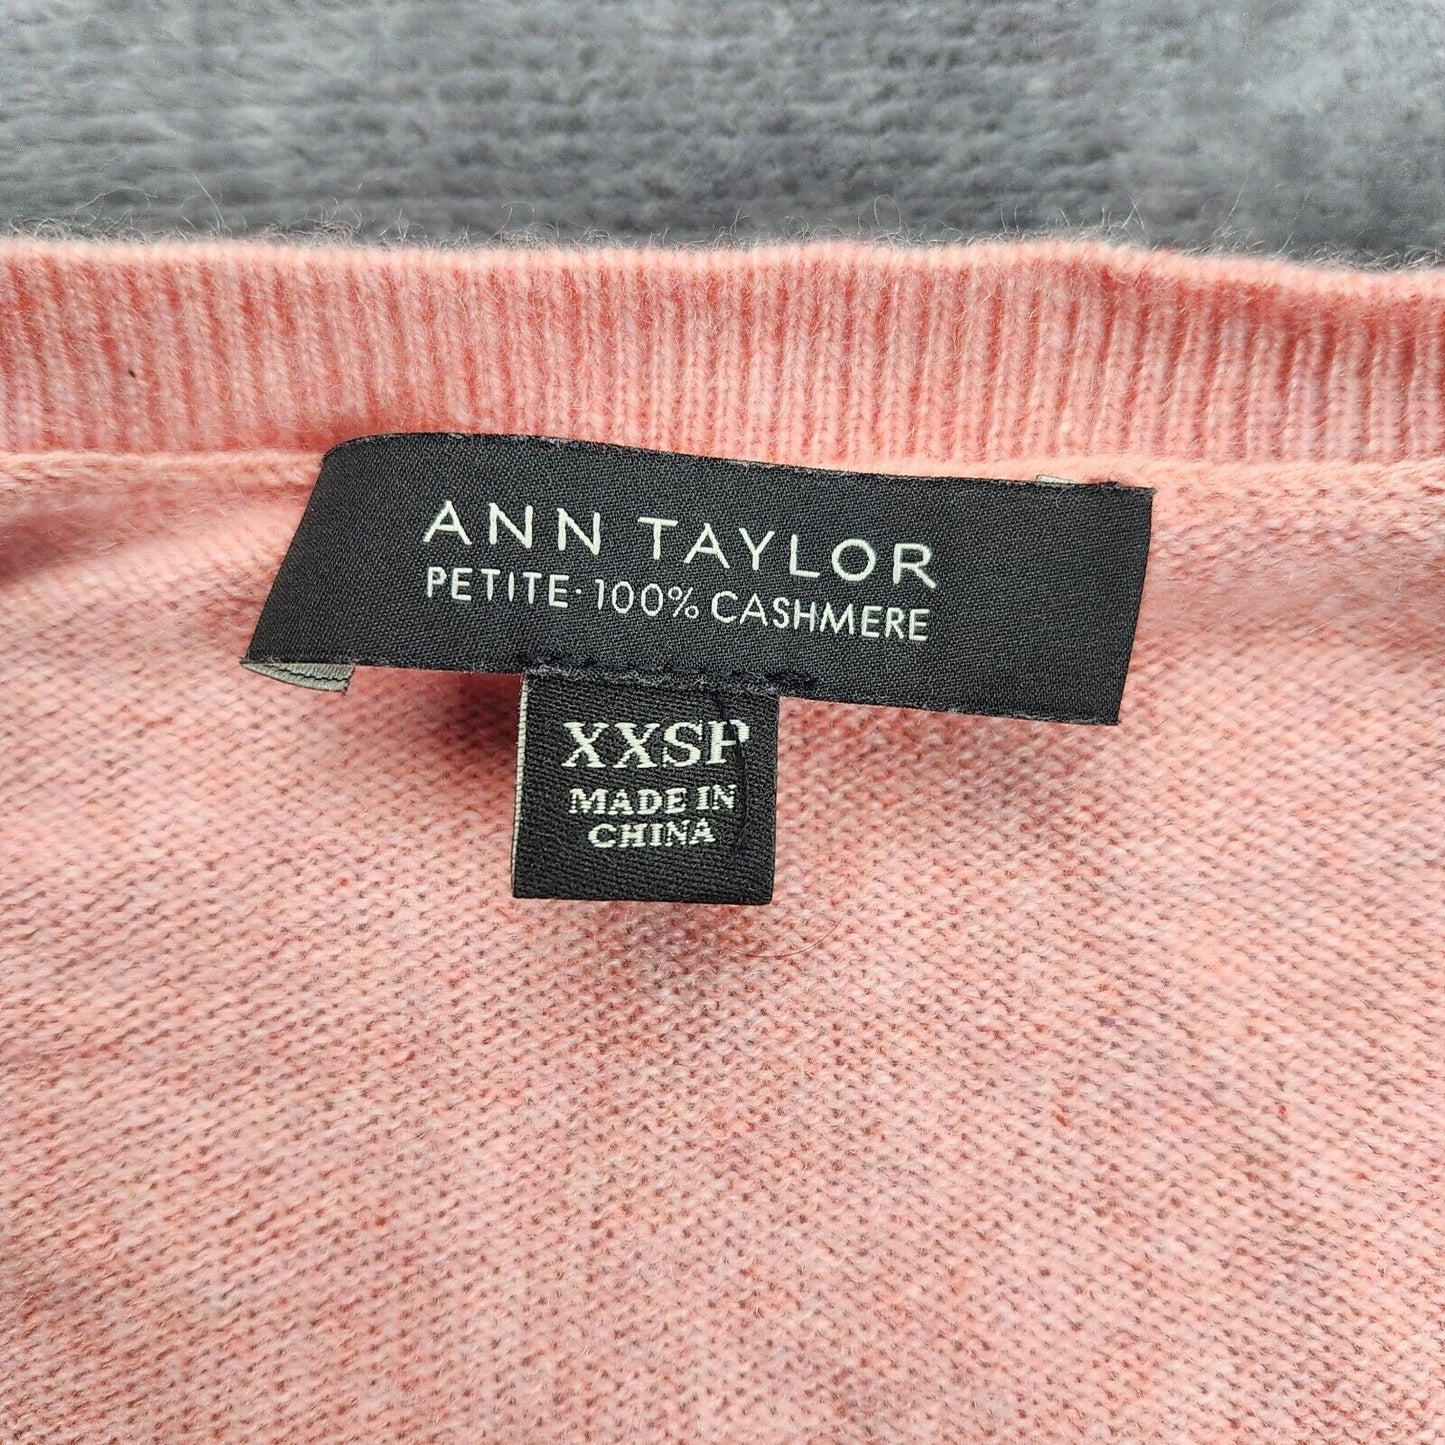 ANN TAYLOR
PETITE·100% CASHMERE
XXSP
MADE IN
CHINA